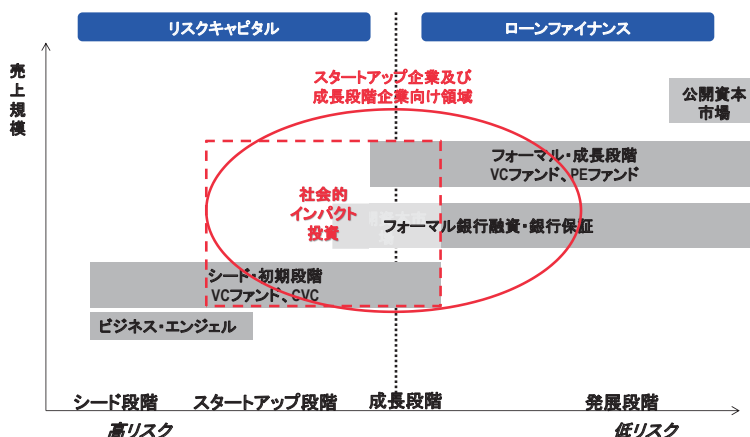 リスクキャピタル
ローンファイナンス
売上規模
スタートアップ企業及び
成長段階企業向け領域
公開資本
市場
フォーマル・成長段階
VCファンド、PEファンド
社会的
インパクト
投資
フォーマル銀行融資・銀行保証
シード・初期段階
VCファンド、CVC
ビジネス・エンジェル
シード段階
スタートアップ段階
成長段階
発展段階
高リスク
低リスク